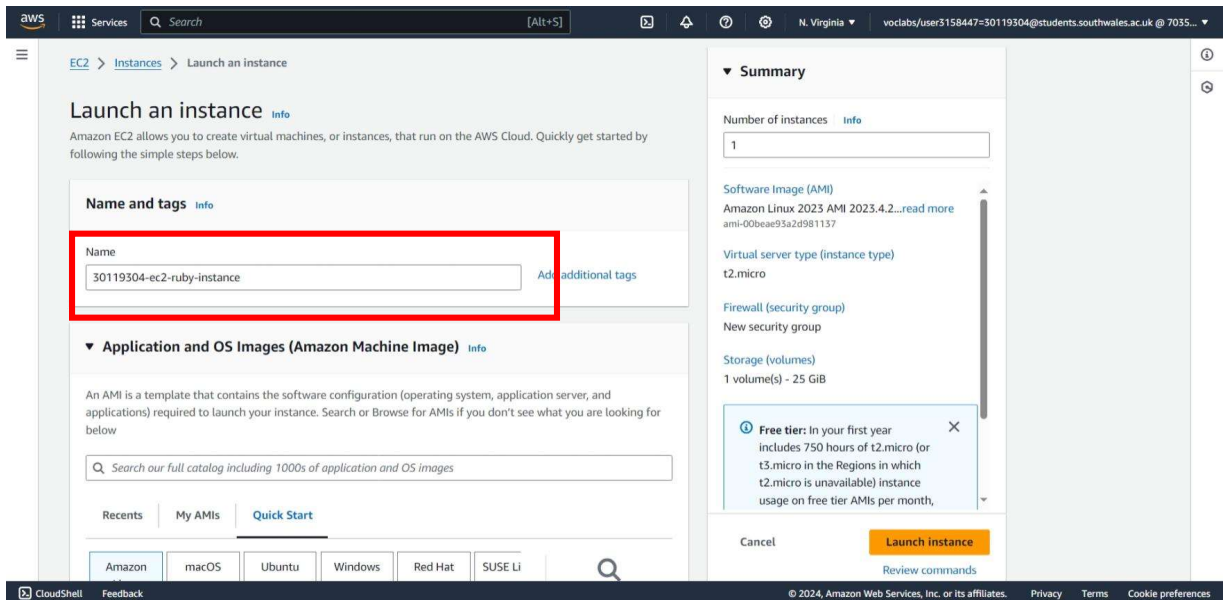 aws
Services
Search
[Alt+S]
N. Virginia
voclabs/user3158447=30119304@students.southwales.ac.uk @ 7035...
EC2 > Instances > Launch an instance
Launch an instance Info
Amazon EC2 allows you to create virtual machines, or instances, that run on the AWS Cloud. Quickly get started by
following the simple steps below.
Name and tags Info
Name
30119304-ec2-ruby-instance
Add additional tags
Application and OS Images (Amazon Machine Image) Info
An AMI is a template that contains the software configuration (operating system, application server, and
applications) required to launch your instance. Search or Browse for AMIs if you don't see what you are looking for
below
Search our full catalog including 1000s of application and OS images
Recents
My AMIs
Quick Start
Amazon
macOS
Ubuntu
Windows
Red Hat
SUSE Li
Summary
Number of instances Info
1
Software Image (AMI)
Amazon Linux 2023 AMI 2023.4.2...read more
ami-00beae93a2d981137
Virtual server type (instance type)
t2.micro
Firewall (security group)
New security group
Storage (volumes)
1 volume(s) - 25 GiB
Free tier: In your first year
includes 750 hours of t2.micro (or
t3.micro in the Regions in which
t2.micro is unavailable) instance
usage on free tier AMIs per month,
Cancel
Launch instance
Review commands
CloudShell
Feedback
© 2024, Amazon Web Services, Inc. or its affiliates.
Privacy
Terms
Cookie preferences